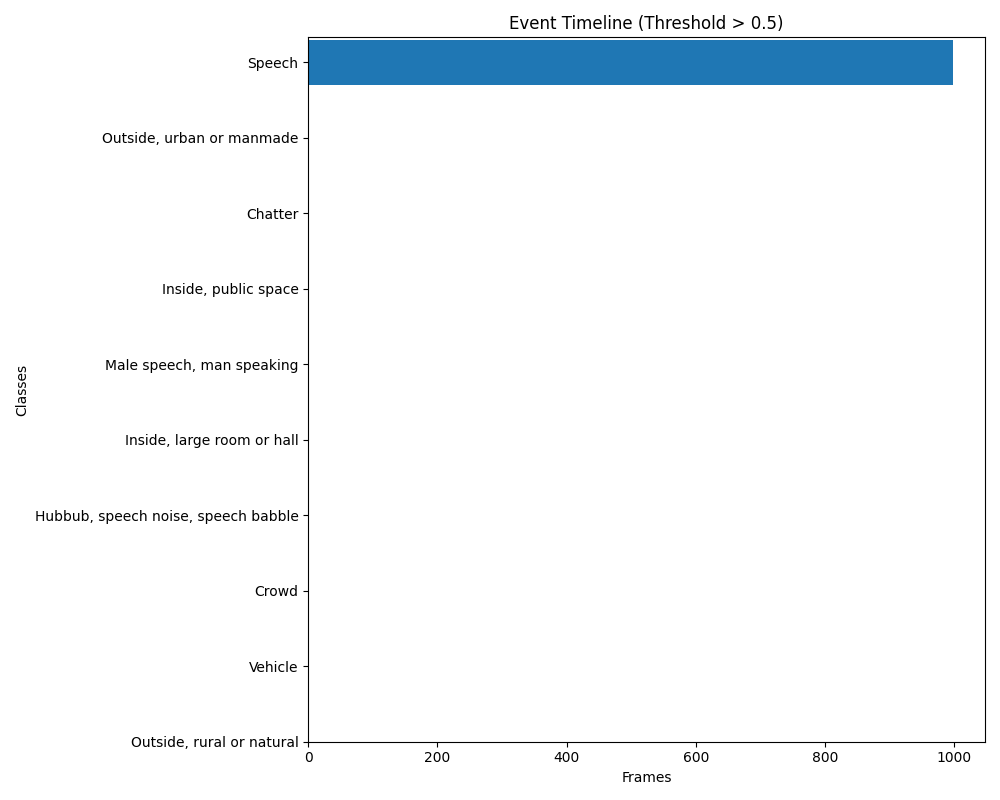 Event Timeline (Threshold > 0.5)
Speech
Outside, urban or manmade
Chatter
Inside, public space
Male speech, man speaking
Inside, large room or hall
Hubbub, speech noise, speech babble
Crowd
Vehicle
Outside, rural or natural
Classes
0 200 400 600 800 1000
Frames